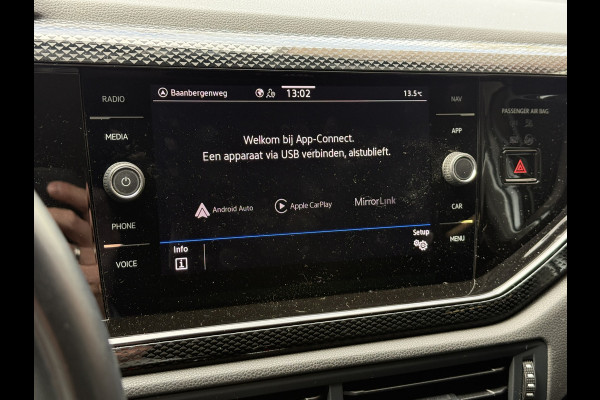 RADIO
MEDIA
PHONE
VOICE
Baanbergenweg 13:02 13.5°C
Welkom bij App-Connect.
Een apparaat via USB verbinden, alstublieft.
Android Auto Apple CarPlay MirrorLink
Info Setup
NAV
APP
CAR
MENU
PASSENGER AIR BAG